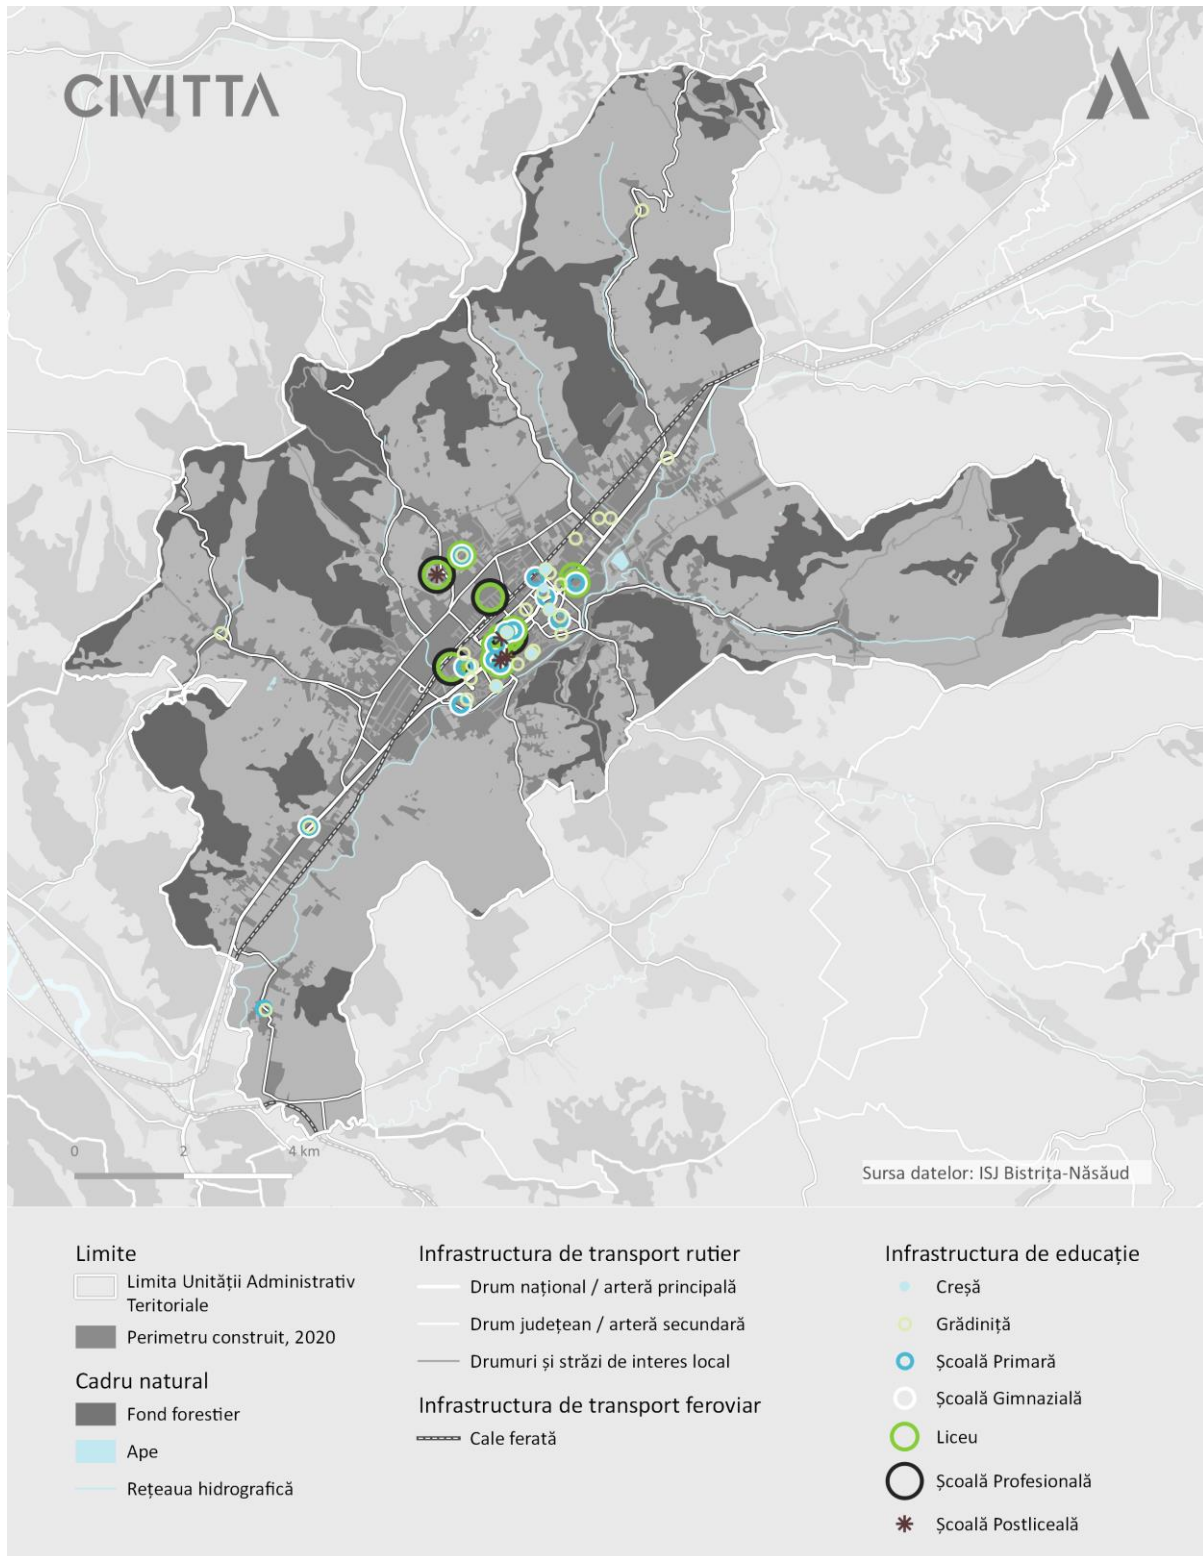 CIVITTA
0 2 4 km
Sursa datelor: ISJ Bistrița-Năsăud
Limite
Limita Unității Administrativ
Teritoriale
Perimetru construit, 2020
Cadru natural
Fond forestier
Ape
Rețeaua hidrografică
Infrastructura de transport rutier
Drum național / arteră principală
Drum județean / arteră secundară
Drumuri și străzi de interes local
Infrastructura de transport feroviar
Cale ferată
Infrastructura de educație
Creșă
Grădiniță
Școală Primară
Școală Gimnazială
Liceu
Școală Profesională
Școală Postliceală